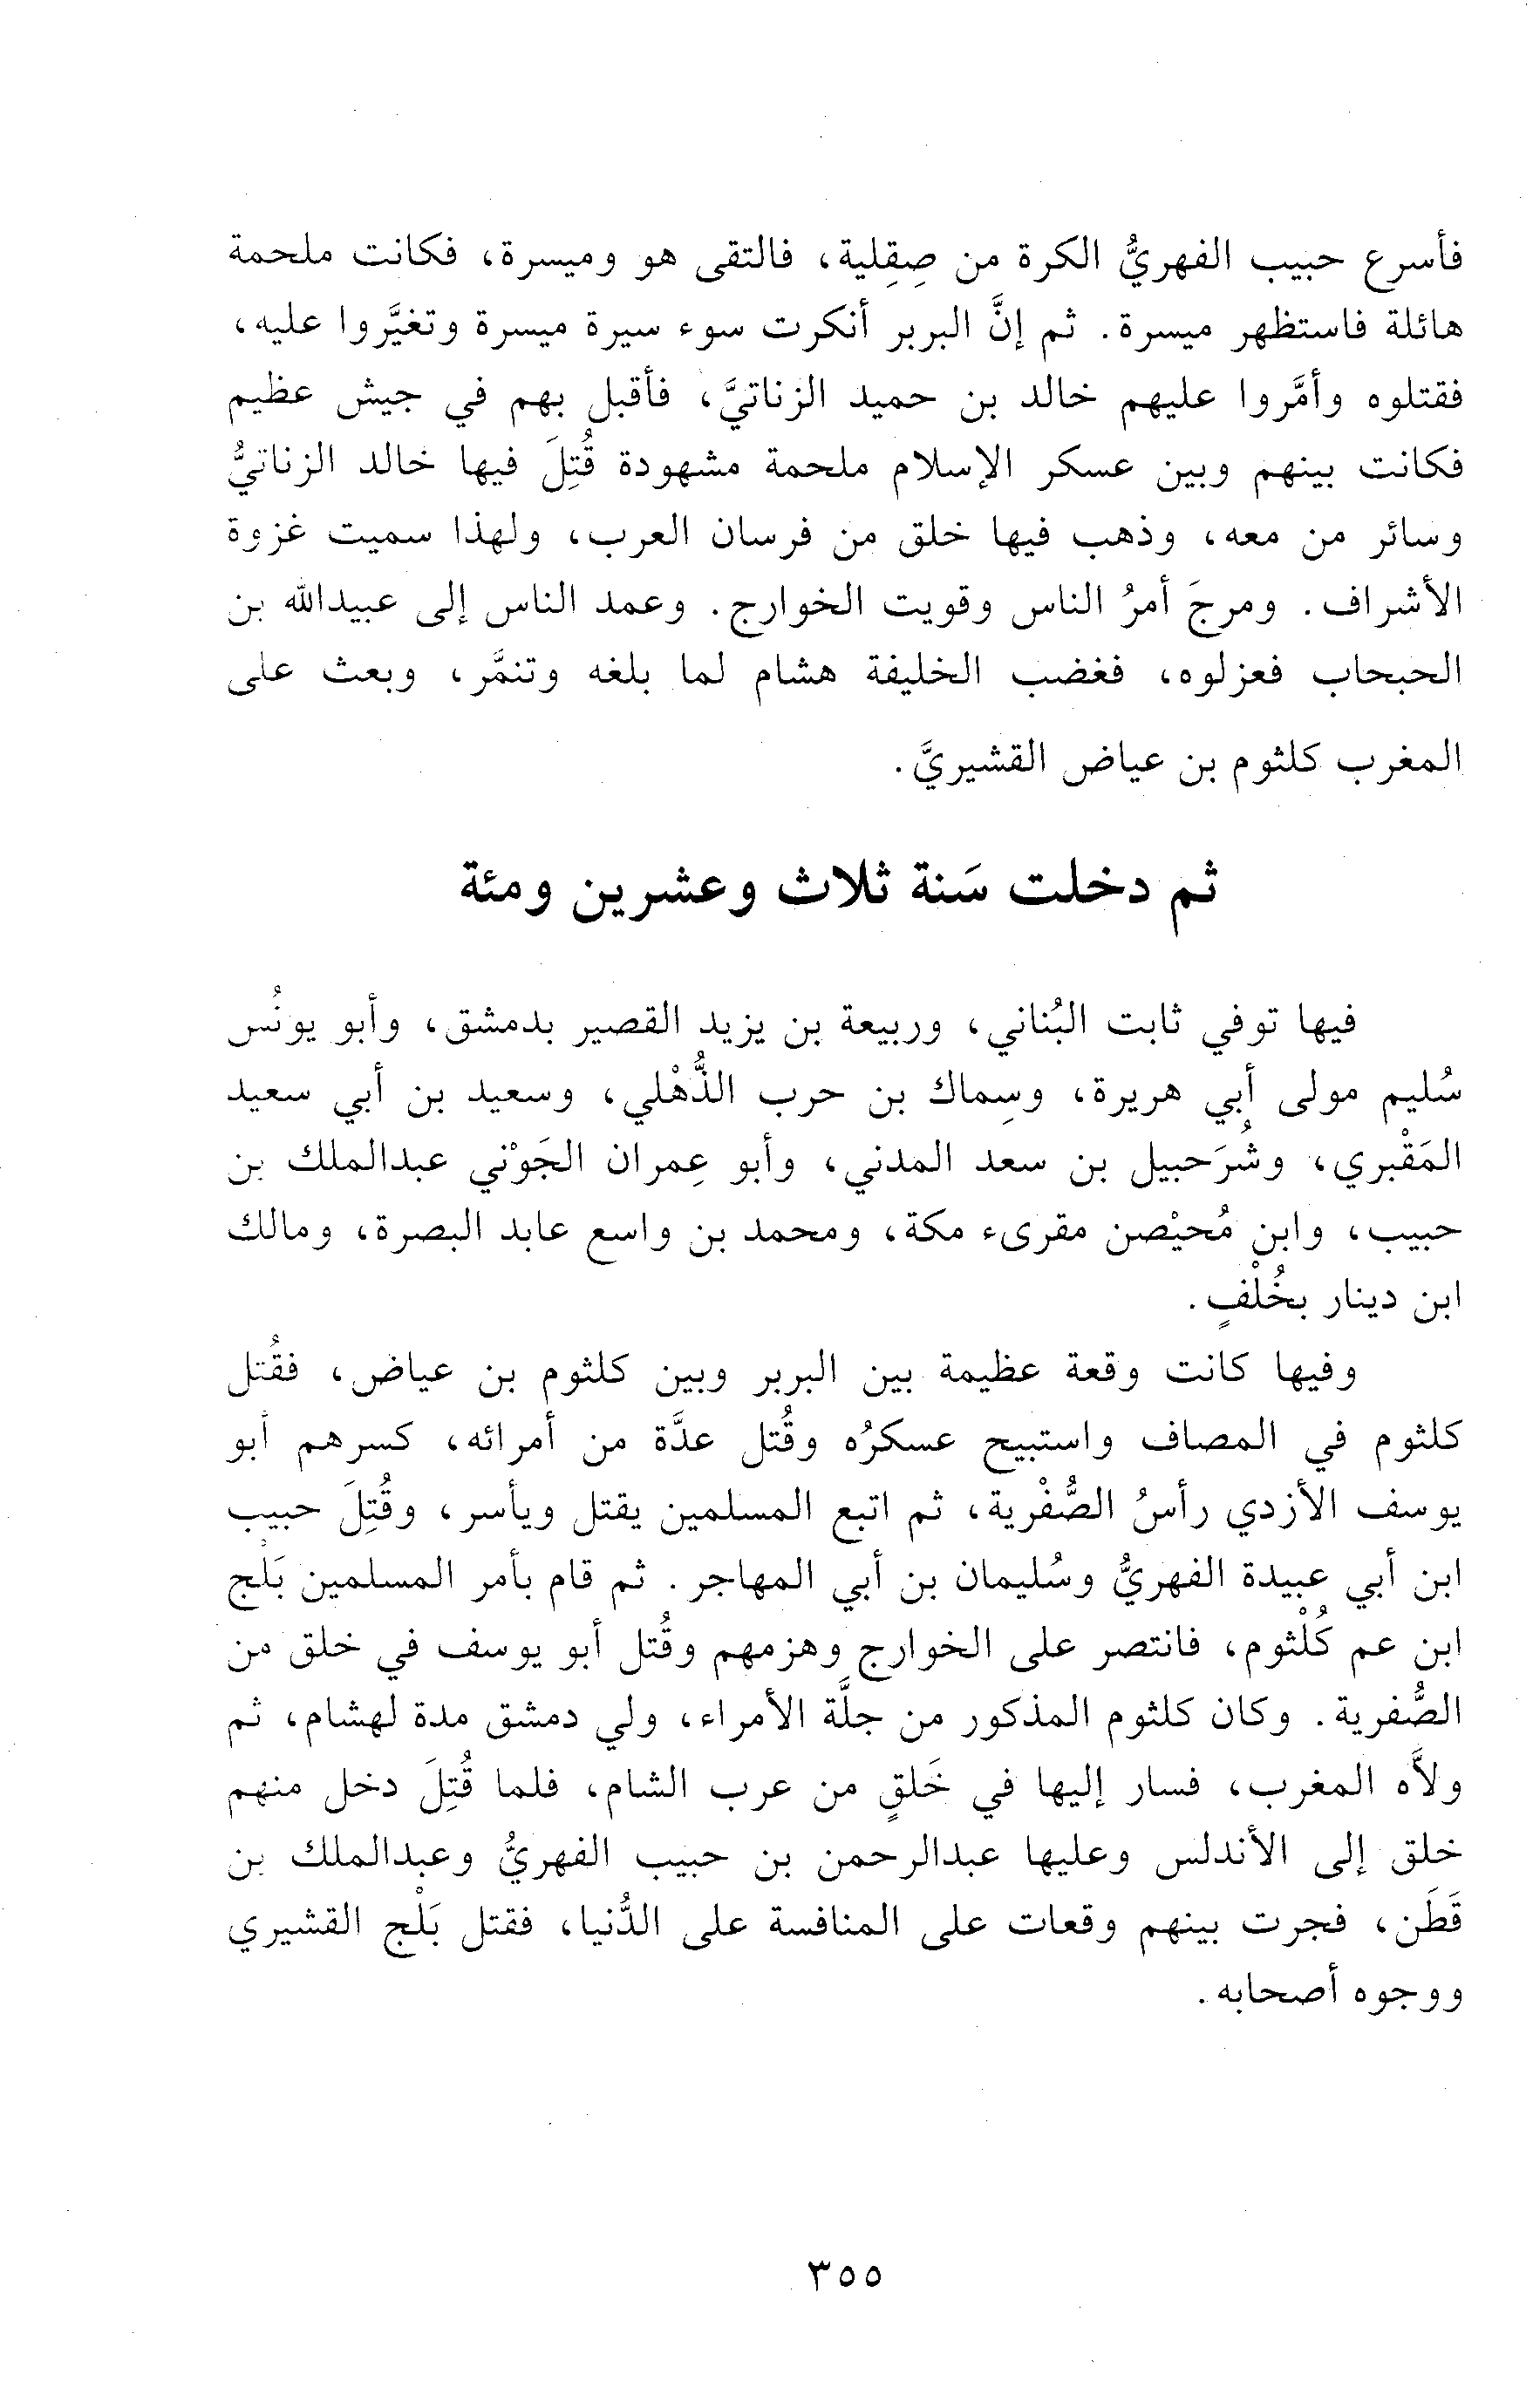 فأسرع حبيب الفهريُّ الكرة من صِقِلية، فالتقى هو وميسرة، فكانت ملحمة
هائلة فاستظهر ميسرة. ثم إنَّ البربر أنكرت سوء سيرة ميسرة وتغيَّروا عليه،
فقتلوه وأمَّروا عليهم خالد بن حميد الزناتيَّ، فأقبل بهم في جيش عظيم
فكانت بينهم وبين عسكر الإسلام ملحمة مشهودة قُتِلَ فيها خالد الزناتيُّ
وسائر من معه، وذهب فيها خلق من فرسان العرب، ولهذا سميت غزوة
الأشراف. ومرجَ أمرُ الناس وقويت الخوارج. وعمد الناس إلى عبيدالله بن
الحبحاب فعزلوه، فغضب الخليفة هشام لما بلغه وتنمَّر، وبعث على
المغرب كلثوم بن عياض القشيريَّ.
ثم دخلت سَنة ثلاث وعشرين ومئة
فيها توفي ثابت البُناني، وربيعة بن يزيد القصير بدمشق، وأبو يونُس
سُليم مولى أبي هريرة، وسِماك بن حرب الذُّهْلي، وسعيد بن أبي سعيد
المَقْبري، وشُرَحبيل بن سعد المدني، وأبو عِمران الجَوْني عبدالملك بن
حبيب، وابن مُحيْصن مقرىء مكة، ومحمد بن واسع عابد البصرة، ومالك
ابن دينار بخُلْفٍ.
وفيها كانت وقعة عظيمة بين البربر وبين كلثوم بن عياض، فقُتل
كلثوم في المصاف واستبيح عسكرُه وقُتل عدَّة من أمرائه، كسرهم أبو
يوسف الأزدي رأسُ الصُّفْرية، ثم اتبع المسلمين يقتل ويأسر، وقُتِلَ حبيب
ابن أبي عبيدة الفهريُّ وسُليمان بن أبي المهاجر. ثم قام بأمر المسلمين بَلْج
ابن عم كُلْثوم، فانتصر على الخوارج وهزمهم وقُتل أبو يوسف في خلق من
الصُّفرية. وكان كلثوم المذكور من جلَّة الأمراء، ولي دمشق مدة لهشام، ثم
ولاَّه المغرب، فسار إليها في خَلقٍ من عرب الشام، فلما قُتِلَ دخل منهم
خلق إلى الأندلس وعليها عبدالرحمن بن حبيب الفهريُّ وعبدالملك بن
قَطَن، فجرت بينهم وقعات على المنافسة على الدُّنيا، فقتل بَلْج القشيري
ووجوه أصحابه.
٣٥٥